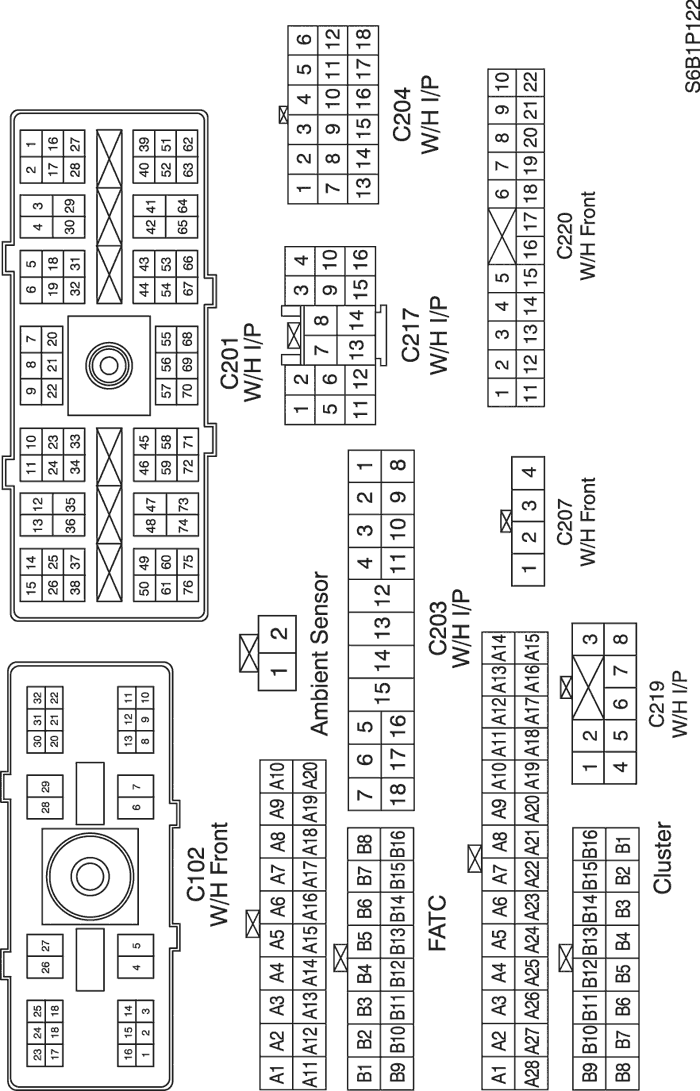 23 24 25 30 31 32
26 27 28 29
17 18 18 20 21 22
16 15 14 13 12 11
4 5 6 7
1 2 3 8 9 10
C102
W/H Front
15 14 13 12 11 10 9 8 7 6 5 4 3 2 1
26 25 24 23 22 21 20 19 18 17 16
38 37 36 35 34 33 32 31 30 29 28 27
50 49 48 47 46 45 44 43 42 41 40 39
61 60 59 58 57 56 55 54 53 52 51
76 75 74 73 72 71 70 69 68 67 66 65 64 63 62
C201
W/H I/P
A1 A2 A3 A4 A5 A6 A7 A8 A9 A10
A11 A12 A13 A14 A15 A16 A17 A18 A19 A20
B1 B2 B3 B4 B5 B6 B7 B8
B9 B10 B11 B12 B13 B14 B15 B16
FATC
1 2
Ambient Sensor
7 6 5 15 14 13 12 4 3 2 1
18 17 16 11 10 9 8
C203
W/H I/P
1 2 3 4
5 6 7 8 9 10
11 12 13 14 15 16
C217
W/H I/P
1 2 3 4 5 6
7 8 9 10 11 12
13 14 15 16 17 18
C204
W/H I/P
A1 A2 A3 A4 A5 A6 A7 A8 A9 A10 A11 A12 A13 A14
A28 A27 A26 A25 A24 A23 A22 A21 A20 A19 A18 A17 A16 A15
B9 B10 B11 B12 B13 B14 B15 B16
B8 B7 B6 B5 B4 B3 B2 B1
Cluster
1 2 3
4 5 6 7 8
C219
W/H I/P
1 2 3 4
C207
W/H Front
1 2 3 4 5 6 7 8 9 10
11 12 13 14 15 16 17 18 19 20 21 22
C220
W/H Front
S6B1P122